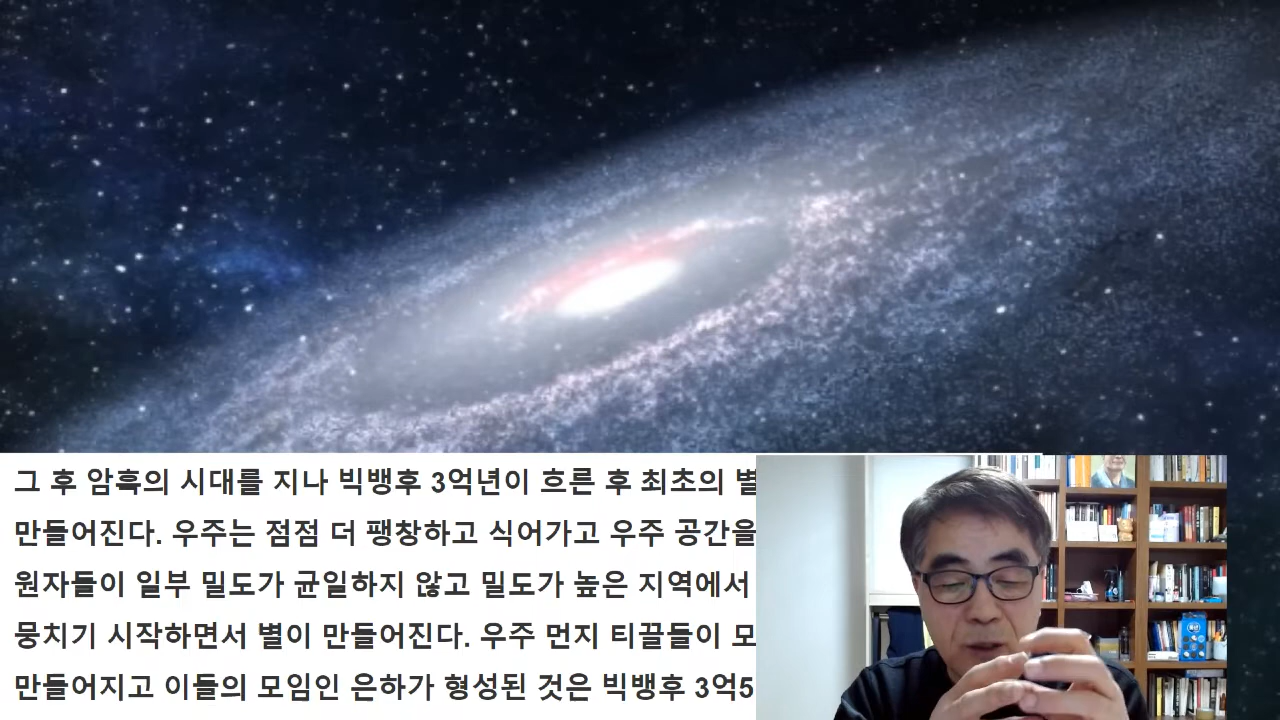 그 후 암흑의 시대를 지나 빅뱅후 3억년이 흐른 후 최초의 별
만들어진다. 우주는 점점 더 팽창하고 식어가고 우주 공간을
원자들이 일부 밀도가 균일하지 않고 밀도가 높은 지역에서
뭉치기 시작하면서 별이 만들어진다. 우주 먼지 티끌들이 모
만들어지고 이들의 모임인 은하가 형성된 것은 빅뱅후 3억5